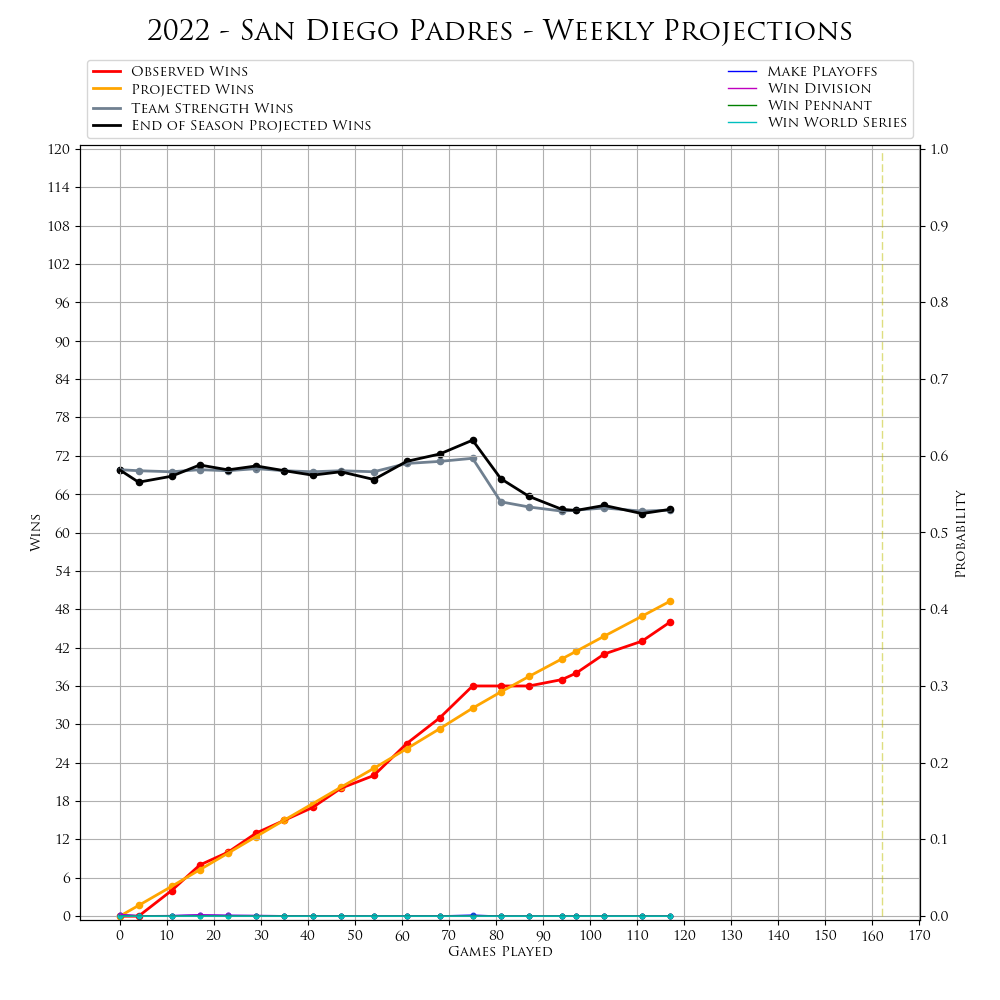 2022 - San Diego Padres - Weekly Projections
Observed Wins
Projected Wins
Team Strength Wins
End of Season Projected Wins
Make Playoffs
Win Division
Win Pennant
Win World Series
120
114
108
102
96
90
84
78
72
66
60
54
48
42
36
30
24
18
12
6
0
Wins
1.0
0.9
0.8
0.7
0.6
0.5
0.4
0.3
0.2
0.1
0.0
Probability
0 10 20 30 40 50 60 70 80 90 100 110 120 130 140 150 160 170
Games Played